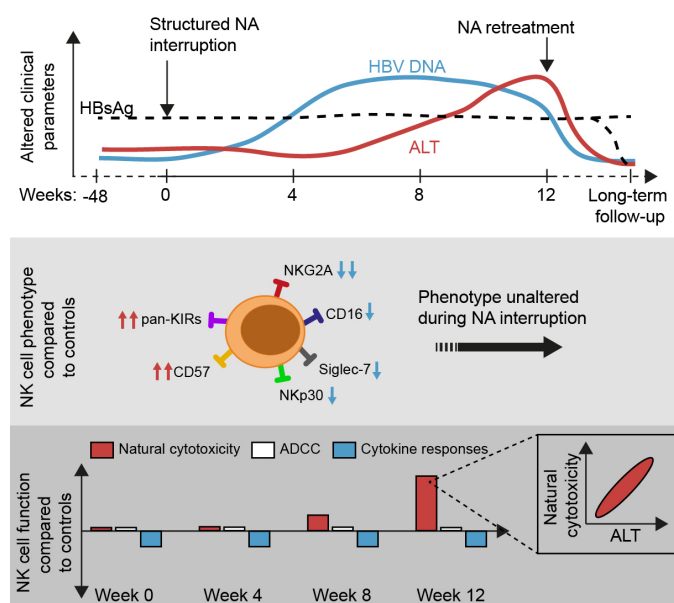 Structured NA
interruption
NA retreatment
HBV DNA
HBsAg
ALT
Altered clinical
parameters
Weeks: -48 0 4 8 12 Long-term
follow-up
NK cell phenotype
compared
to controls
NKG2A
pan-KIRs
CD16
CD57
Siglec-7
NKp30
Phenotype unaltered
during NA interruption
NK function
compared
to controls
Natural cytotoxicity
ADCC
Cytokine responses
Week 0
Week 4
Week 8
Week 12
Natural
cytotoxicity
ALT